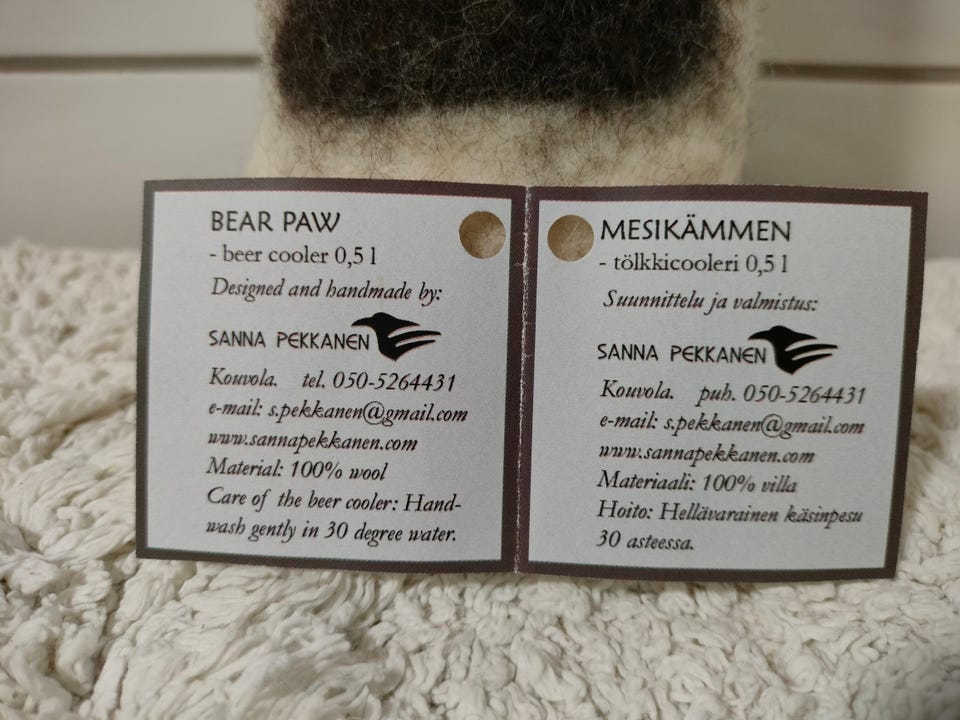 BEAR PAW
- beer cooler 0,5 l
Designed and handmade by:
SANNA PEKKANEN
Kouvola. tel. 050-5264431
e-mail: s.pekkanen@gmail.com
www.sannapekkanen.com
Material: 100% wool
Care of the beer cooler: Hand-
wash gently in 30 degree water.
MESIKÄMMEN
- tölkkicooleri 0,5 l
Suunnittelu ja valmistus:
SANNA PEKKANEN
Kouvola. puh. 050-5264431
e-mail: s.pekkanen@gmail.com
www.sannapekkanen.com
Materiaali: 100% villa
Hoito: Hellävarainen käsinpesu
30 asteessa.